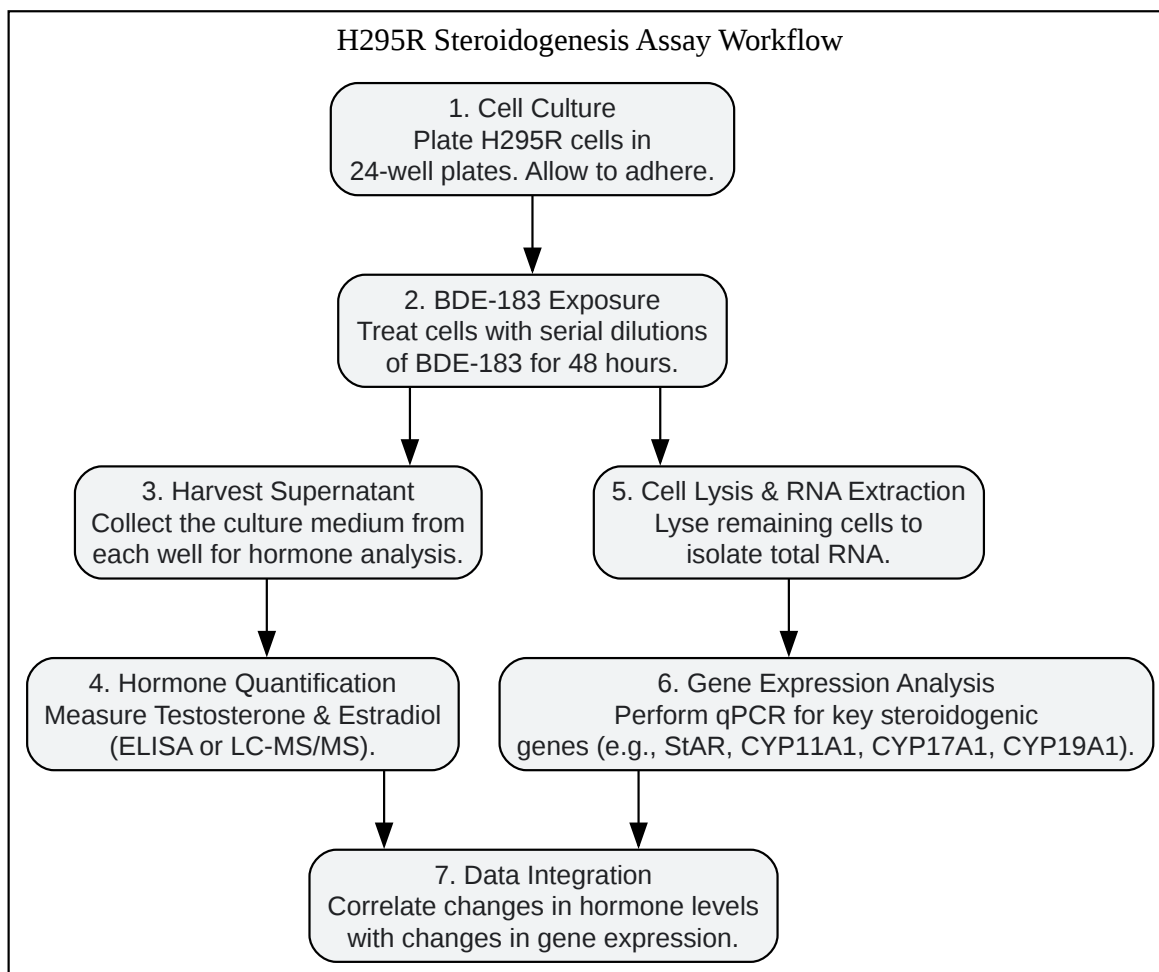 H295R Steroidogenesis Assay Workflow
1. Cell Culture
Plate H295R cells in
24-well plates. Allow to adhere.
2. BDE-183 Exposure
Treat cells with serial dilutions
of BDE-183 for 48 hours.
3. Harvest Supernatant
Collect the culture medium from
each well for hormone analysis.
5. Cell Lysis & RNA Extraction
Lyse remaining cells to
isolate total RNA.
4. Hormone Quantification
Measure Testosterone & Estradiol
(ELISA or LC-MS/MS).
6. Gene Expression Analysis
Perform qPCR for key steroidogenic
genes (e.g., StAR, CYP11A1, CYP17A1, CYP19A1).
7. Data Integration
Correlate changes in hormone levels
with changes in gene expression.